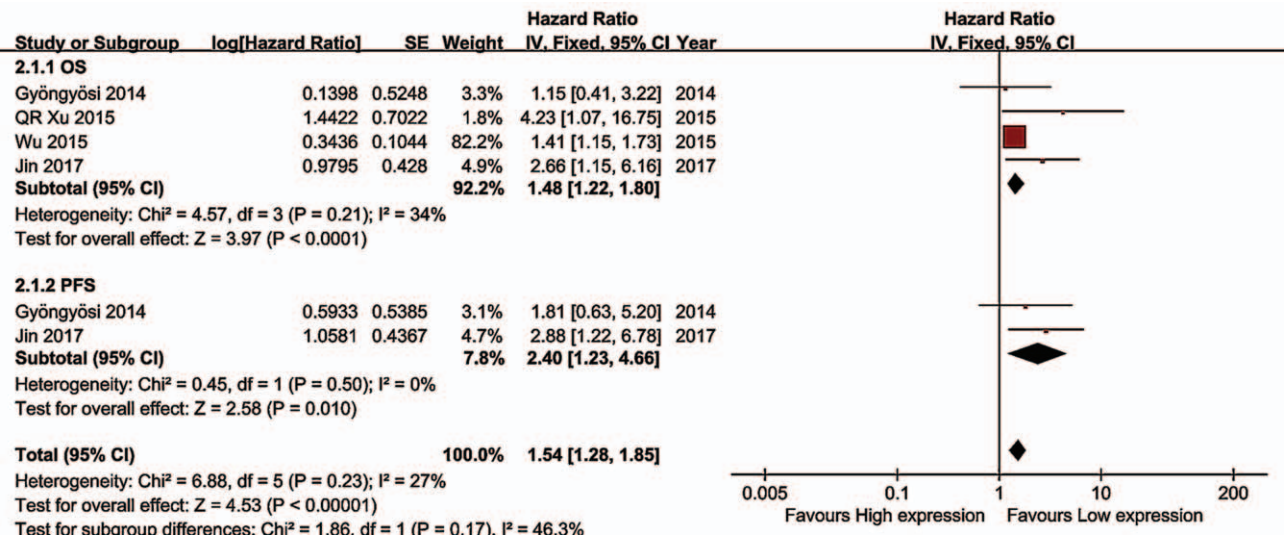 Hazard Ratio Hazard Ratio
Study or Subgroup log[Hazard Ratio] SE Weight IV, Fixed, 95% CI Year IV, Fixed, 95% CI
2.1.1 OS
Gyöngyösi 2014 0.1398 0.5248 3.3% 1.15 [0.41, 3.22] 2014
QR Xu 2015 1.4422 0.7022 1.8% 4.23 [1.07, 16.75] 2015
Wu 2015 0.3436 0.1044 82.2% 1.41 [1.15, 1.73] 2015
Jin 2017 0.9795 0.428 4.9% 2.66 [1.15, 6.16] 2017
Subtotal (95% CI) 92.2% 1.48 [1.22, 1.80]
Heterogeneity: Chi² = 4.57, df = 3 (P = 0.21); I² = 34%
Test for overall effect: Z = 3.97 (P < 0.0001)
2.1.2 PFS
Gyöngyösi 2014 0.5933 0.5385 3.1% 1.81 [0.63, 5.20] 2014
Jin 2017 1.0581 0.4367 4.7% 2.88 [1.22, 6.78] 2017
Subtotal (95% CI) 7.8% 2.40 [1.23, 4.66]
Heterogeneity: Chi² = 0.45, df = 1 (P = 0.50); I² = 0%
Test for overall effect: Z = 2.58 (P = 0.010)
Total (95% CI) 100.0% 1.54 [1.28, 1.85]
Heterogeneity: Chi² = 6.88, df = 5 (P = 0.23); I² = 27%
Test for overall effect: Z = 4.53 (P < 0.00001)
Test for subgroup differences: Chi² = 1.86, df = 1 (P = 0.17), I² = 46.3%
0.005 0.1 1 10 200
Favours High expression Favours Low expression